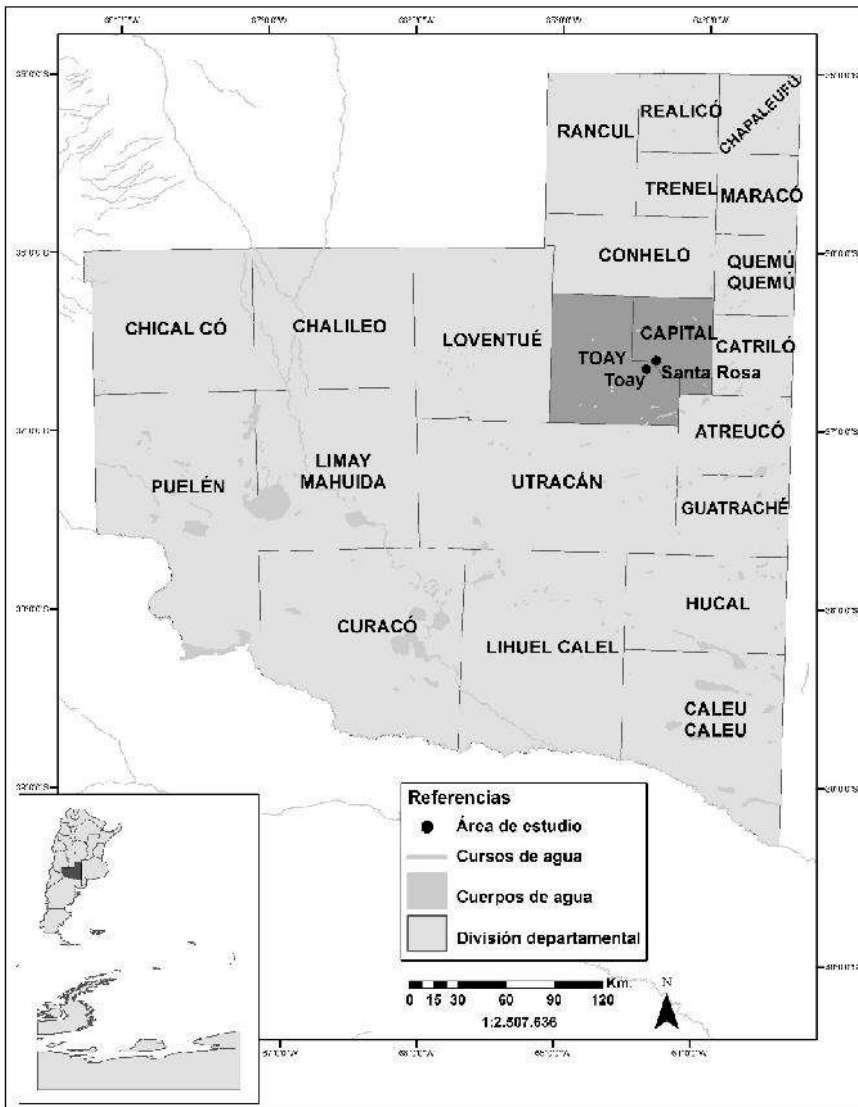 RANCUL
REALICÓ
CHAPALEUFÚ
TRENEL
MARACÓ
CONHELO
QUEMÚ
QUEMÚ
CHICAL CÓ
CHALILEO
LOVENTUÉ
TOAY
CAPITAL
CATRILÓ
Toay
Santa Rosa
ATREUCÓ
PUELÉN
LIMAY
MAHUIDA
UTRACÁN
GUATRACHÉ
CURACÓ
LIHUEL CALEL
HUCAL
CALEU
CALEU
Referencias
Área de estudio
Cursos de agua
Cuerpos de agua
División departamental
Km.
0 15 30 60 90 120
1:2.507.636
N